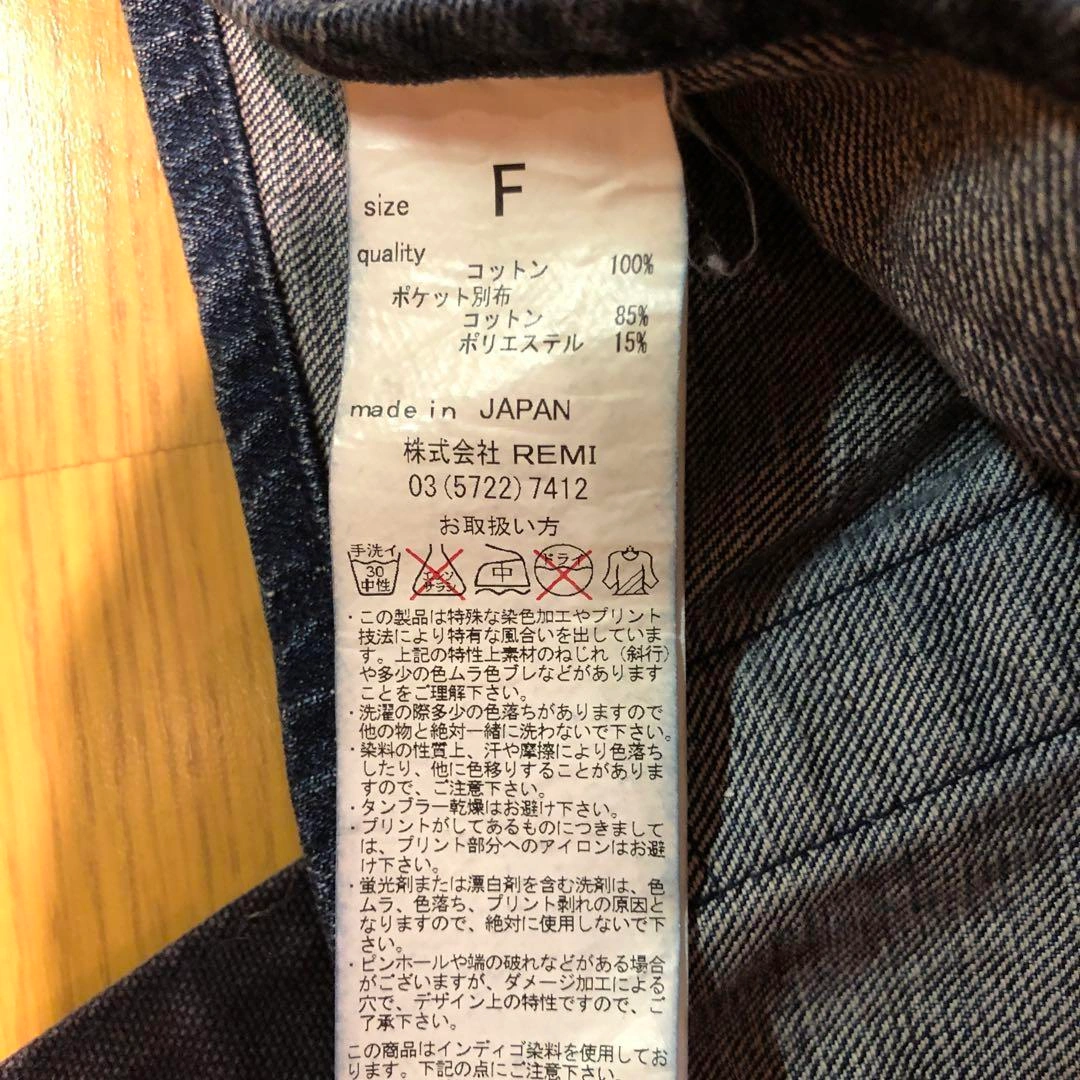 size F
quality
コットン 100%
ポケット別布
コットン 85%
ポリエステル 15%
made in JAPAN
株式会社 REMI
03(5722)7412
お取扱い方
手洗イ
30
中性
エンソ
サラシ
中
ドライ
・この製品は特殊な染色加工やプリント
技法により特有な風合いを出していま
す。上記の特性上素材のねじれ(斜行)
や多少の色ムラ色ブレなどがあります
ことをご理解下さい。
・洗濯の際多少の色落ちがありますので
他の物と絶対一緒に洗わないで下さい。
・染料の性質上、汗や摩擦により色落ち
したり、他に色移りすることがありま
すので、ご注意下さい。
・タンブラー乾燥はお避け下さい。
・プリントがしてあるものにつきまして
は、プリント部分へのアイロンはお避
け下さい。
・蛍光剤または漂白剤を含む洗剤は、色
ムラ、色落ち、プリント剥れの原因と
なりますので、絶対に使用しないで下
さい。
・ピンホールや端の破れなどがある場合
がございますが、ダメージ加工による
穴で、デザイン上の特性ですので、ご
了承下さい。
この商品はインディゴ染料を使用してお
ります。下記の点にご注意下さい。